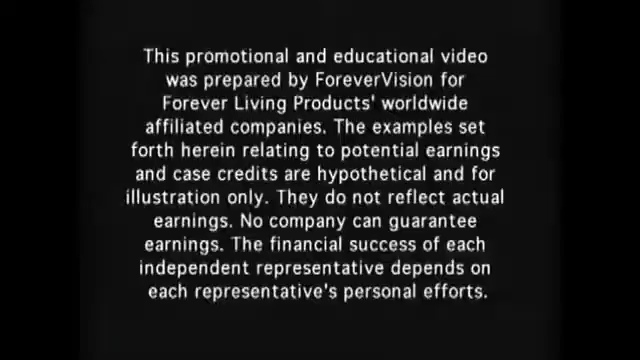 This promotional and educational video
was prepared by ForeverVision for
Forever Living Products' worldwide
affiliated companies. The examples set
forth herein relating to potential earnings
and case credits are hypothetical and for
illustration only. They do not reflect actual
earnings. No company can guarantee
earnings. The financial success of each
independent representative depends on
each representative's personal efforts.